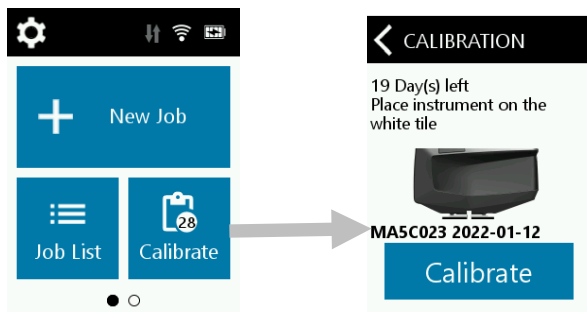 New Job
Job List
28
Calibrate
CALIBRATION
19 Day(s) left
Place instrument on the
white tile
MA5C023 2022-01-12
Calibrate